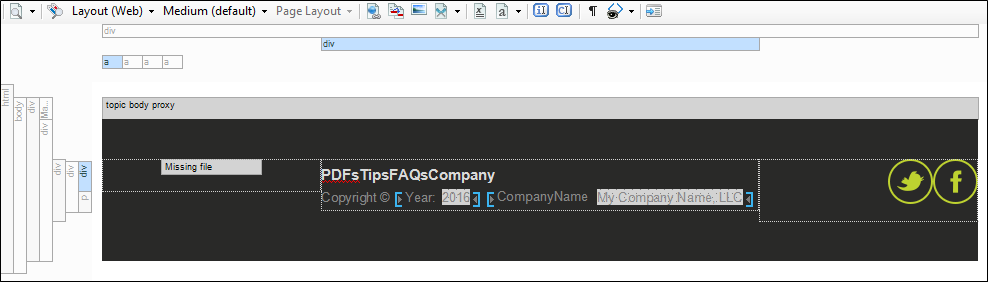 Layout (Web) Medium (default) Page Layout
div
div
a a a a
html
body
div
div Ma...
div
div
div
p
topic body proxy
Missing file
PDFsTipsFAQsCompany
Copyright © Year: 2016 CompanyName My Company Name, LLC